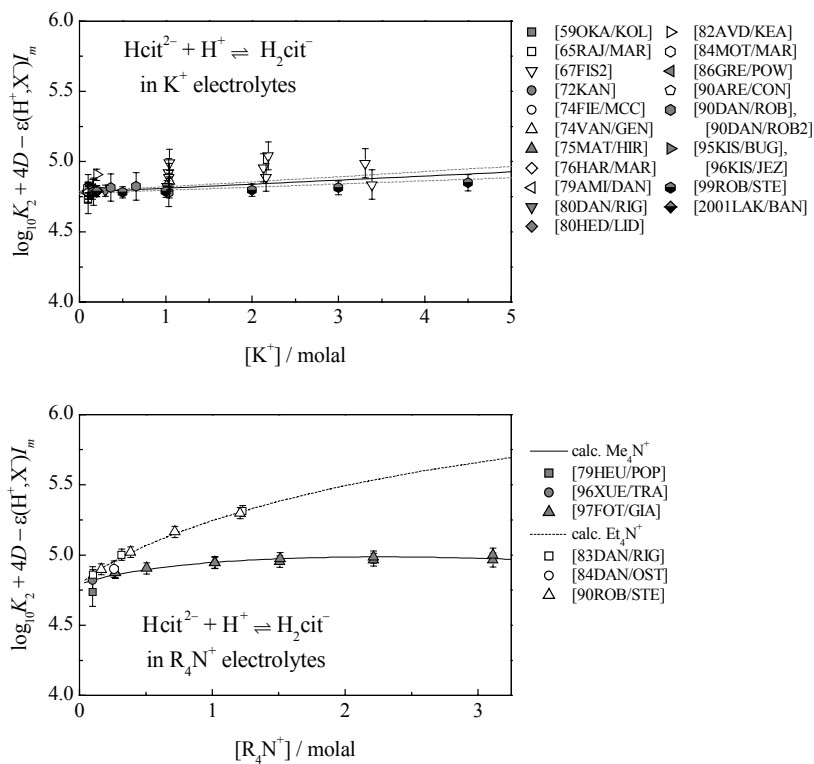 6.0
5.5
5.0
4.5
4.0
log₁₀K₂ + 4D – ε(H⁺,X⁻)Iₘ
Hcit²⁻ + H⁺ ⇌ H₂cit⁻
in K⁺ electrolytes
0 1 2 3 4 5
[K⁺] / molal
[59OKA/KOL]
[65RAJ/MAR]
[67FIS2]
[72KAN]
[74FIE/MCC]
[74VAN/GEN]
[75MAT/HIR]
[76HAR/MAR]
[79AMI/DAN]
[80DAN/RIG]
[80HED/LID]
[82AVD/KEA]
[84MOT/MAR]
[86GRE/POW]
[90ARE/CON]
[90DAN/ROB],
[90DAN/ROB2]
[95KIS/BUG],
[96KIS/JEZ]
[99ROB/STE]
[2001LAK/BAN]
6.0
5.5
5.0
4.5
4.0
log₁₀K₂ + 4D – ε(H⁺,X⁻)Iₘ
Hcit²⁻ + H⁺ ⇌ H₂cit⁻
in R₄N⁺ electrolytes
0 1 2 3
[R₄N⁺] / molal
calc. Me₄N⁺
[79HEU/POP]
[96XUE/TRA]
[97FOT/GIA]
calc. Et₄N⁺
[83DAN/RIG]
[84DAN/OST]
[90ROB/STE]